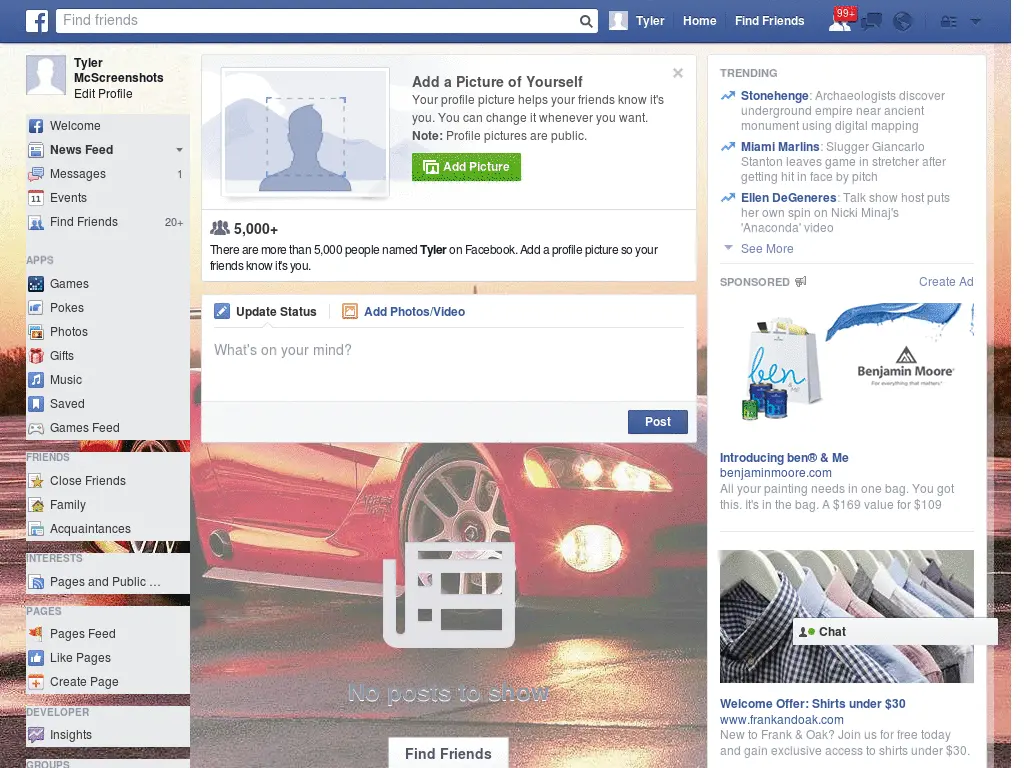 Find friends
Tyler
Home
Find Friends
99+
Tyler
McScreenshots
Edit Profile
Welcome
News Feed
Messages 1
11 Events
Find Friends 20+
APPS
Games
Pokes
Photos
Gifts
Music
Saved
Games Feed
FRIENDS
Close Friends
Family
Acquaintances
INTERESTS
Pages and Public ...
PAGES
Pages Feed
Like Pages
Create Page
DEVELOPER
Insights
GROUPS
Add a Picture of Yourself
Your profile picture helps your friends know it's
you. You can change it whenever you want.
Note: Profile pictures are public.
Add Picture
5,000+
There are more than 5,000 people named Tyler on Facebook. Add a profile picture so your
friends know it's you.
Update Status
Add Photos/Video
What's on your mind?
Post
No posts to show
Find Friends
TRENDING
Stonehenge: Archaeologists discover
underground empire near ancient
monument using digital mapping
Miami Marlins: Slugger Giancarlo
Stanton leaves game in stretcher after
getting hit in face by pitch
Ellen DeGeneres: Talk show host puts
her own spin on Nicki Minaj's
'Anaconda' video
See More
SPONSORED
Create Ad
ben
Benjamin Moore
For everything that matters
Introducing ben® & Me
benjaminmoore.com
All your painting needs in one bag. You got
this. It's in the bag. A $169 value for $109
Chat
Welcome Offer: Shirts under $30
www.frankandoak.com
New to Frank & Oak? Join us for free today
and gain exclusive access to shirts under $30.